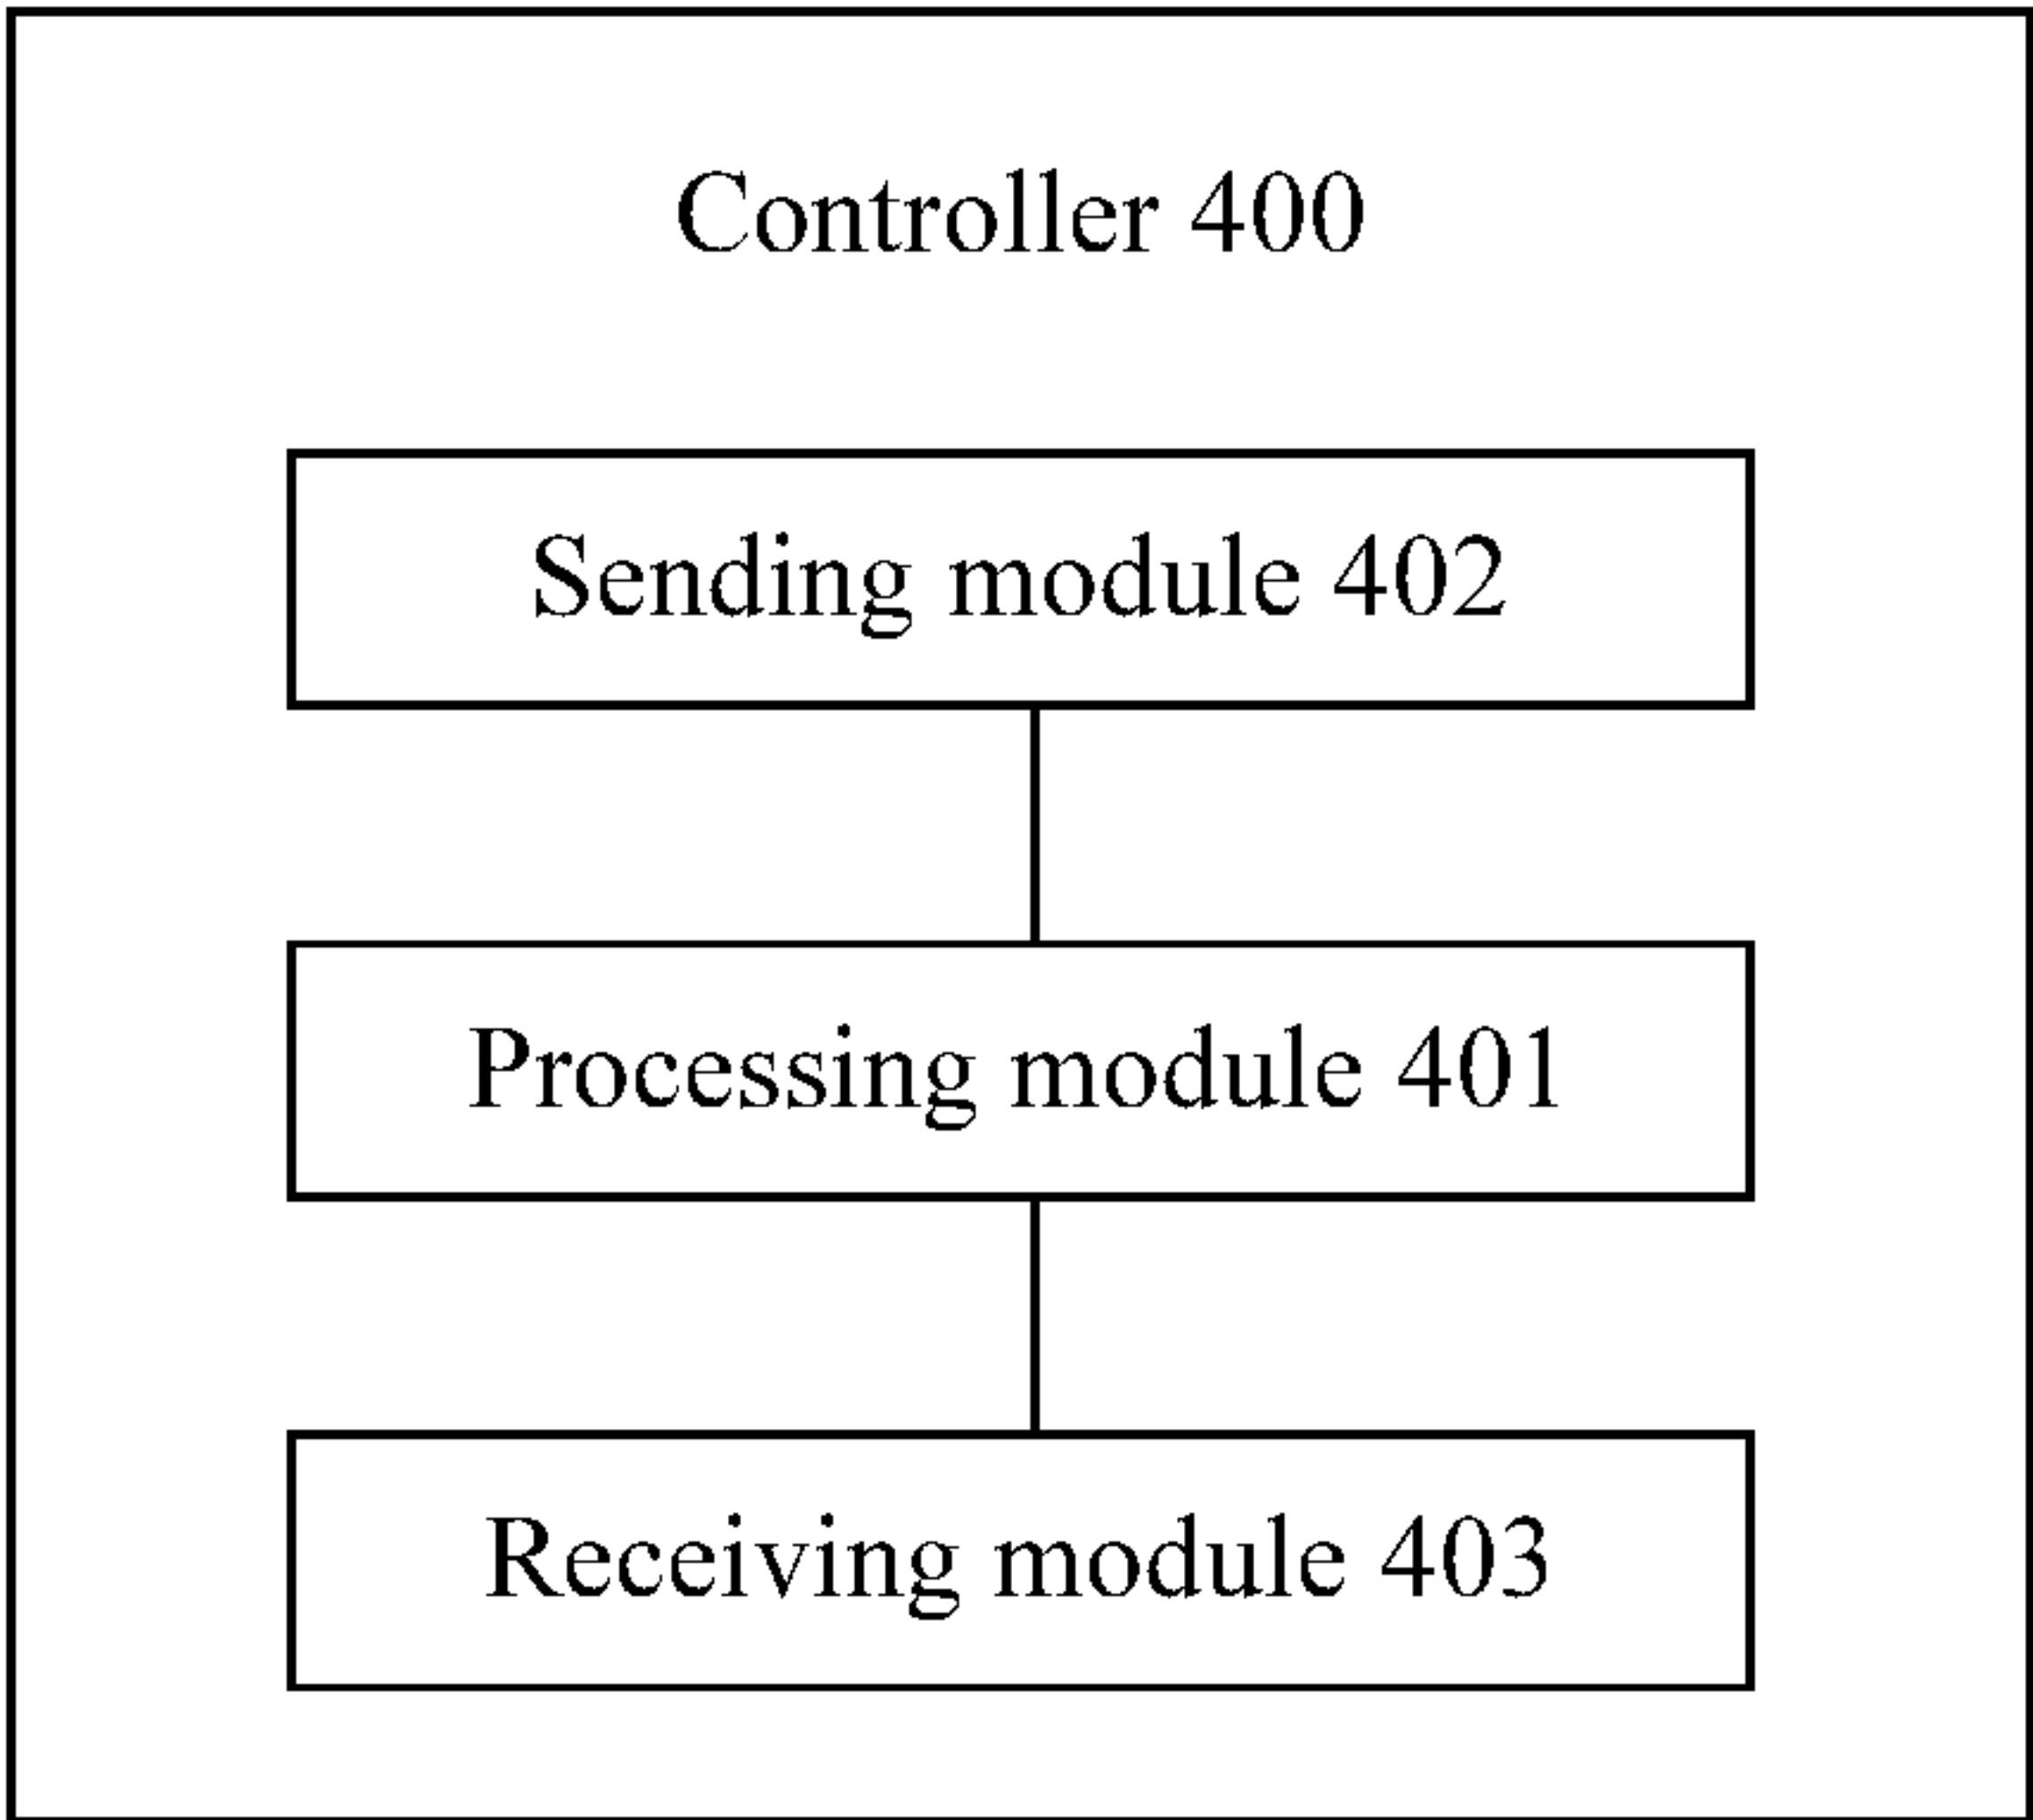 Controller 400
Sending module 402
Processing module 401
Receiving module 403